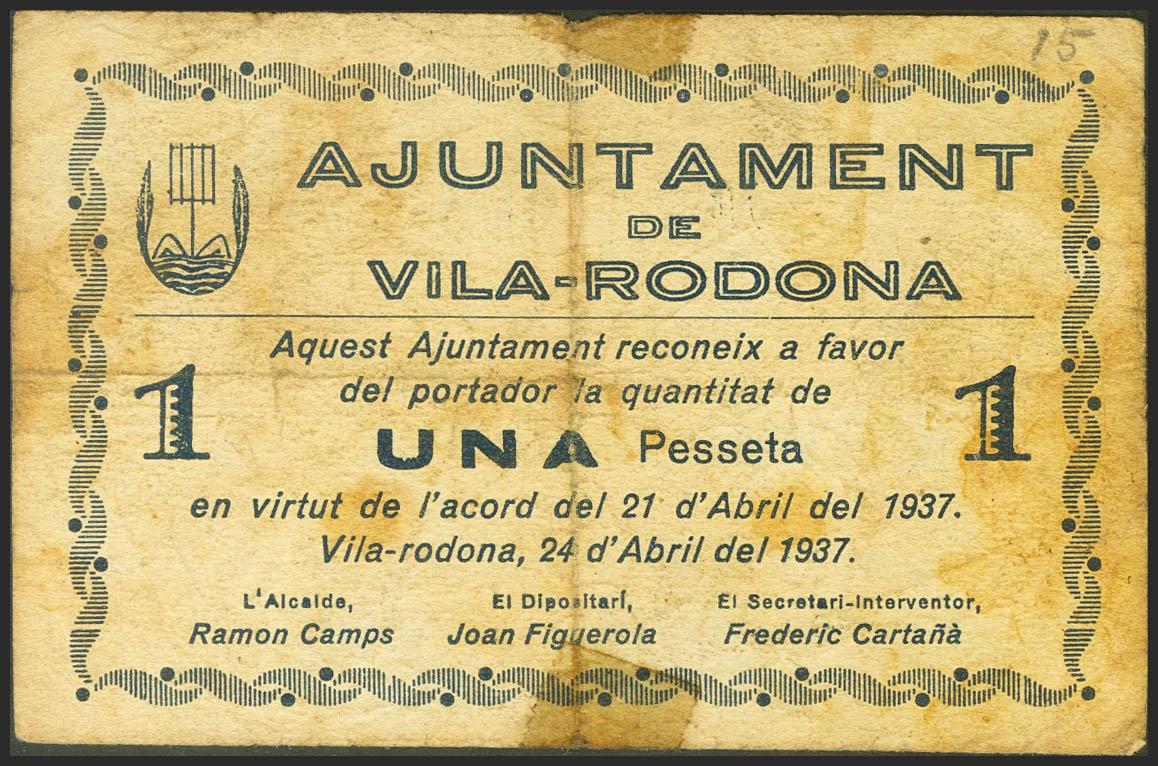 15
AJUNTAMENT
DE
VILA-RODONA
Aquest Ajuntament reconeix a favor
del portador la quantitat de
1 UNA Pesseta 1
en virtut de l'acord del 21 d'Abril del 1937.
Vila-rodona, 24 d'Abril del 1937.
L'Alcalde, El Dipositari, El Secretari-Interventor,
Ramon Camps Joan Figuerola Frederic Cartañà